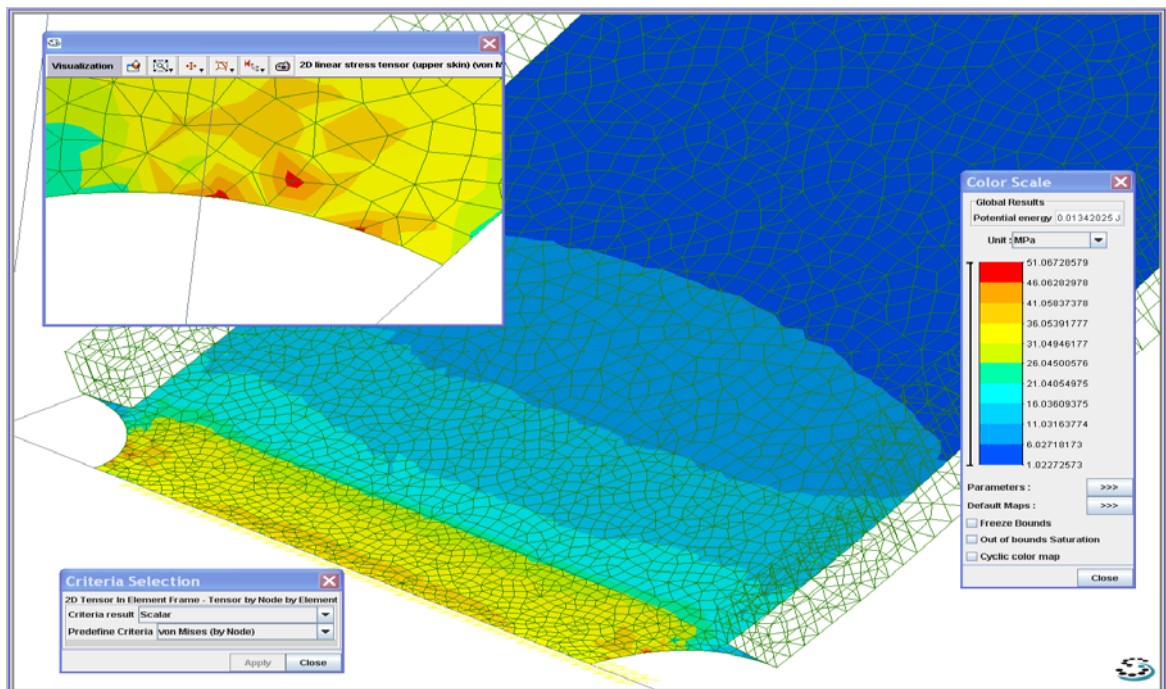 Visualization
2D linear stress tensor (upper skin) (von M
Color Scale
Global Results
Potential energy 0.01342025 J
Unit : MPa
51.06728579
46.06282978
41.05837378
36.05391777
31.04946177
26.04500576
21.04054975
16.03609375
11.03163774
6.02718173
1.02272573
Parameters : >>>
Default Maps : >>>
Freeze Bounds
Out of bounds Saturation
Cyclic color map
Close
Criteria Selection
2D Tensor In Element Frame - Tensor by Node by Element
Criteria result Scalar
Predefine Criteria von Mises (by Node)
Apply Close